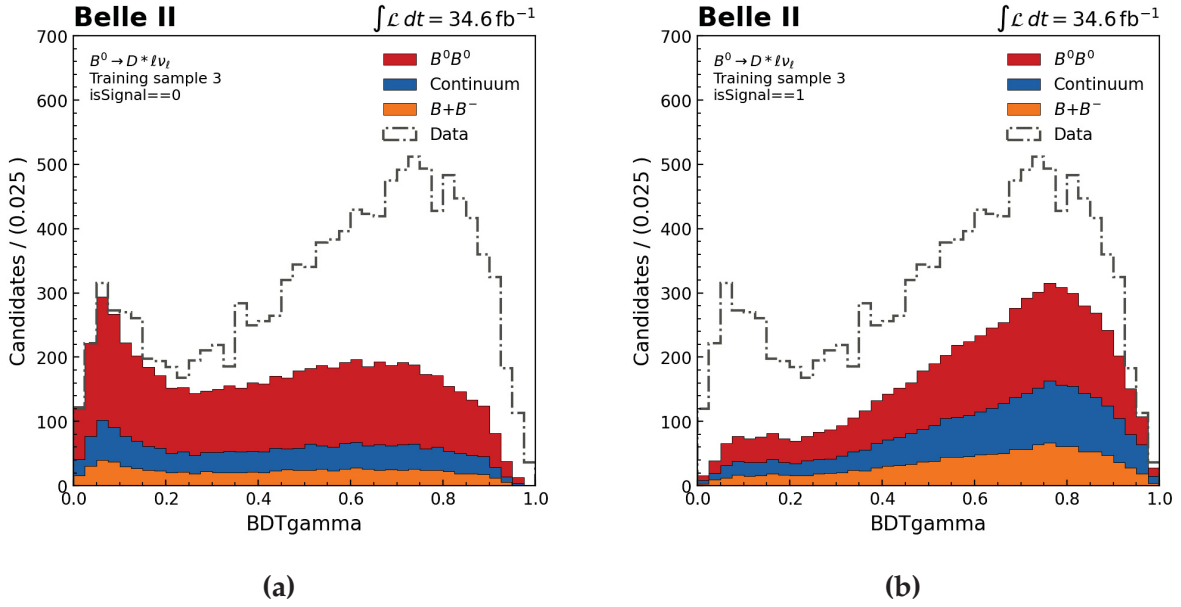 Belle II
∫ℒ dt = 34.6 fb⁻¹
Candidates / (0.025 )
700
600
500
400
300
200
100
0
B⁰ → D*ℓνℓ
Training sample 3
isSignal==0
B⁰B⁰
Continuum
B+B⁻
Data
0.0 0.2 0.4 0.6 0.8 1.0
BDTgamma
(a)
Belle II
∫ℒ dt = 34.6 fb⁻¹
Candidates / (0.025 )
700
600
500
400
300
200
100
0
B⁰ → D*ℓνℓ
Training sample 3
isSignal==1
B⁰B⁰
Continuum
B+B⁻
Data
0.0 0.2 0.4 0.6 0.8 1.0
BDTgamma
(b)